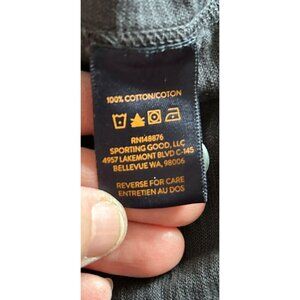 100% COTTON/COTON
RN148876
SPORTING GOOD, LLC
4957 LAKEMONT BLVD C-145
BELLEVUE WA, 98006
REVERSE FOR CARE
ENTRETIEN AU DOS